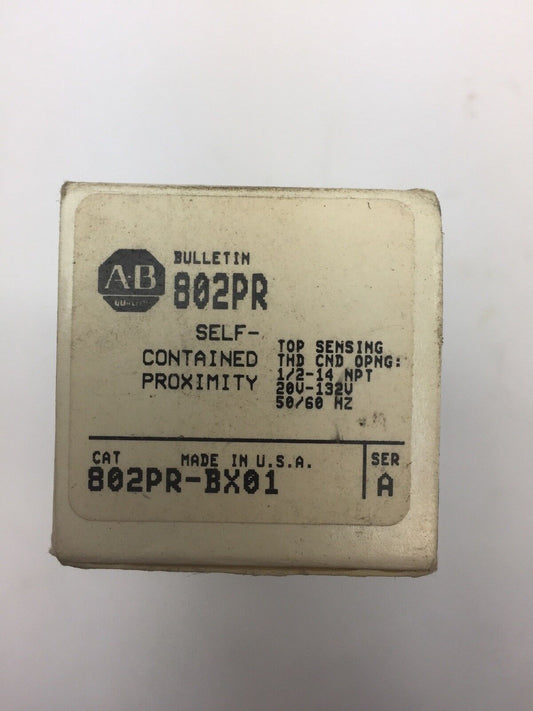 BULLETIN
A-B
802PR
SELF-
CONTAINED
PROXIMITY
TOP SENSING
THD CND OPNG:
1/2-14 NPT
20V-132V
50/60 HZ
CAT
MADE IN U.S.A.
SER
802PR-BX01
A